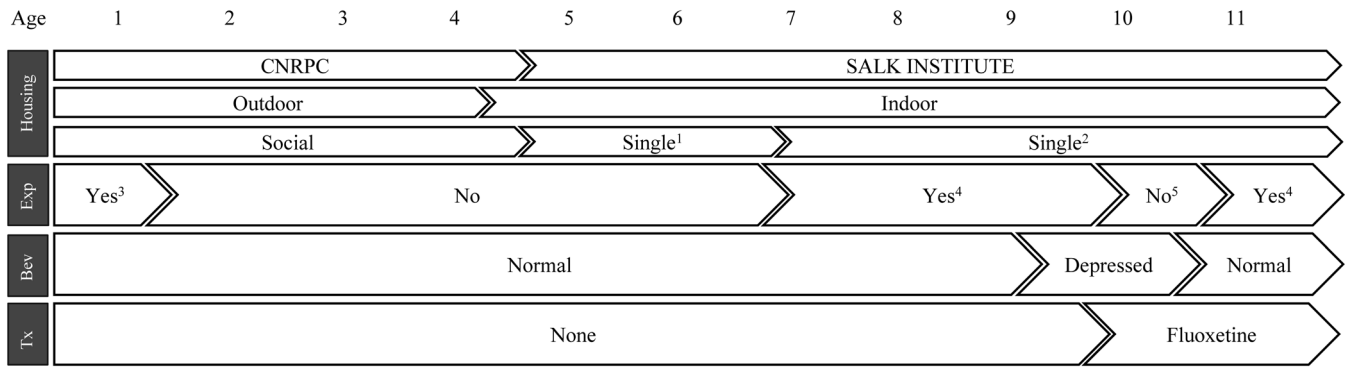 Age 1 2 3 4 5 6 7 8 9 10 11
Housing
CNRPC SALK INSTITUTE
Outdoor Indoor
Social Single¹ Single²
Exp Yes³ No Yes⁴ No⁵ Yes⁴
Bev Normal Depressed Normal
Tx None Fluoxetine